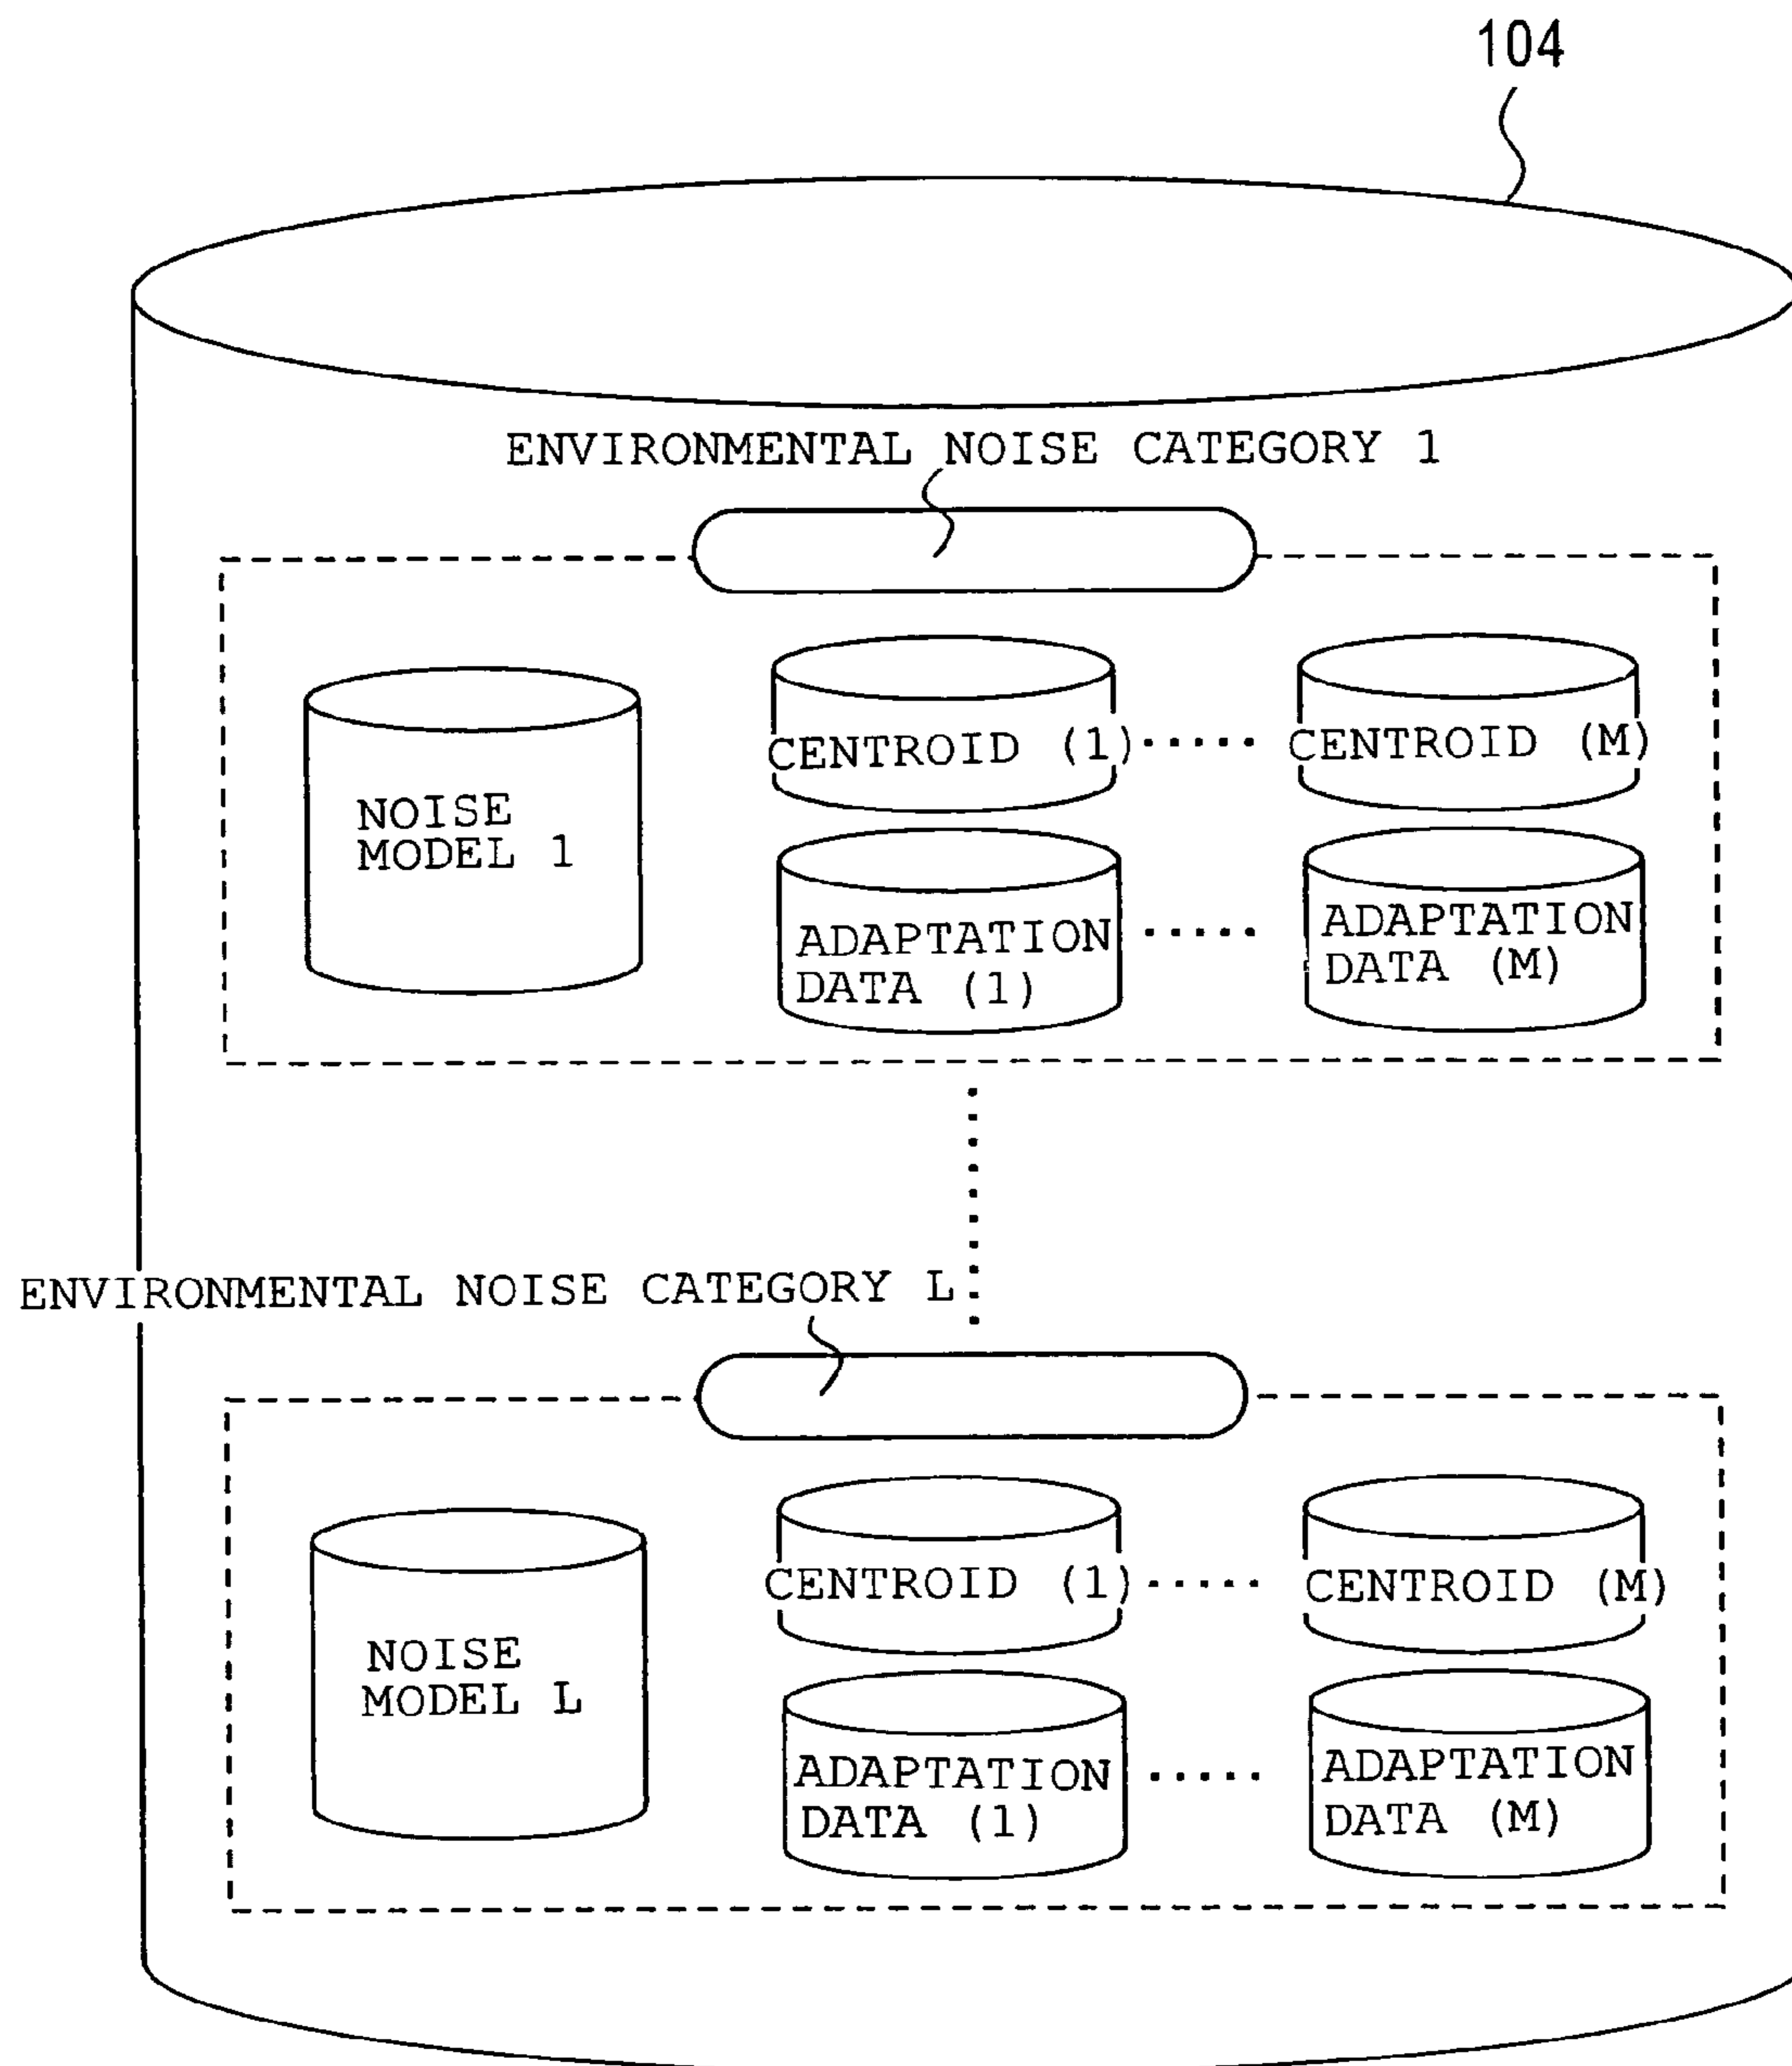 104
ENVIRONMENTAL NOISE CATEGORY 1
NOISE
MODEL 1
CENTROID (1) ..... CENTROID (M)
ADAPTATION
DATA (1)
.....
ADAPTATION
DATA (M)
ENVIRONMENTAL NOISE CATEGORY L
NOISE
MODEL L
CENTROID (1) ..... CENTROID (M)
ADAPTATION
DATA (1)
.....
ADAPTATION
DATA (M)